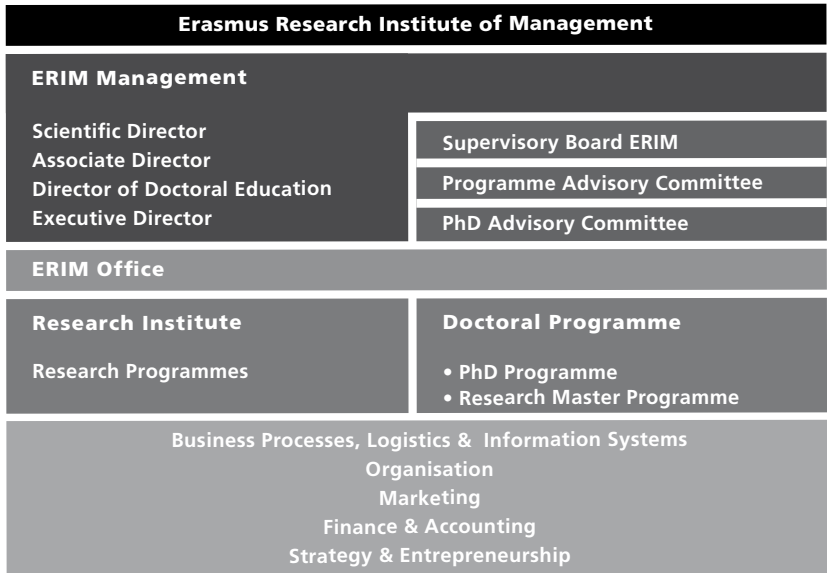 Erasmus Research Institute of Management
ERIM Management
Scientific Director
Associate Director
Director of Doctoral Education
Executive Director
Supervisory Board ERIM
Programme Advisory Committee
PhD Advisory Committee
ERIM Office
Research Institute
Research Programmes
Doctoral Programme
• PhD Programme
• Research Master Programme
Business Processes, Logistics & Information Systems
Organisation
Marketing
Finance & Accounting
Strategy & Entrepreneurship